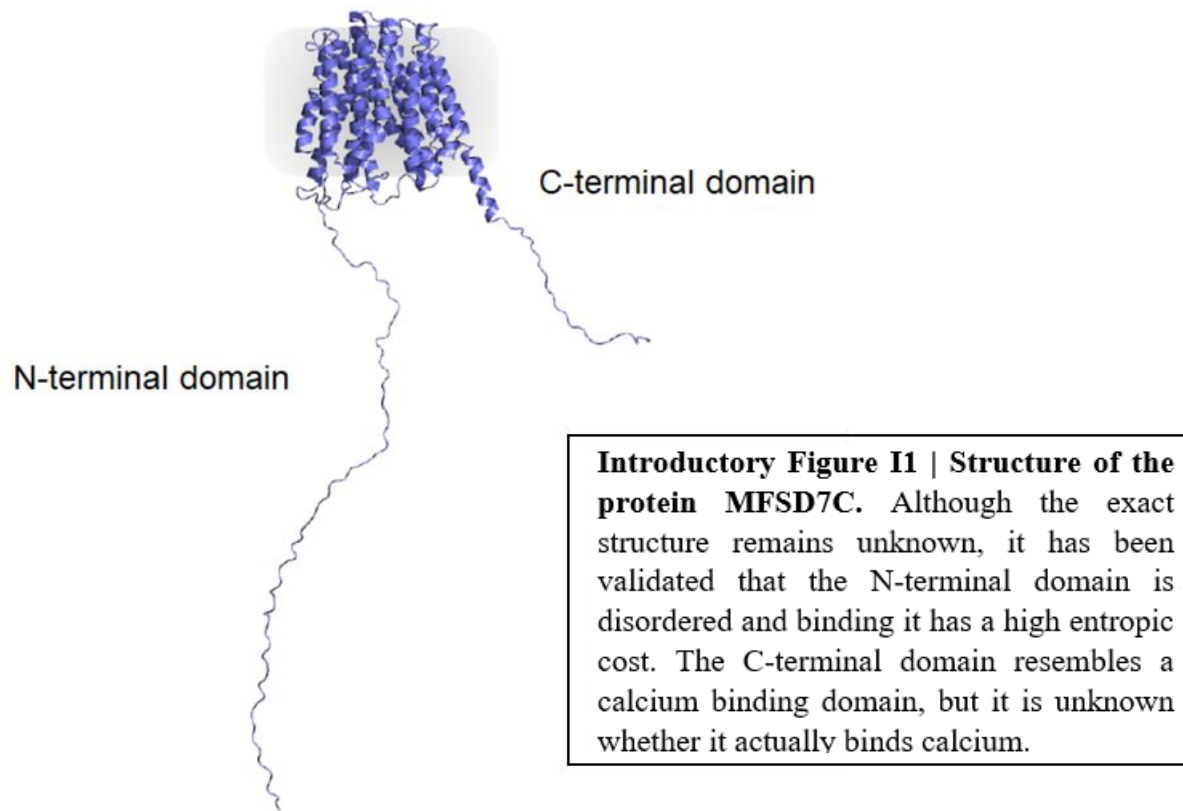 C-terminal domain
N-terminal domain
Introductory Figure I1 | Structure of the
protein MFSD7C. Although the exact
structure remains unknown, it has been
validated that the N-terminal domain is
disordered and binding it has a high entropic
cost. The C-terminal domain resembles a
calcium binding domain, but it is unknown
whether it actually binds calcium.